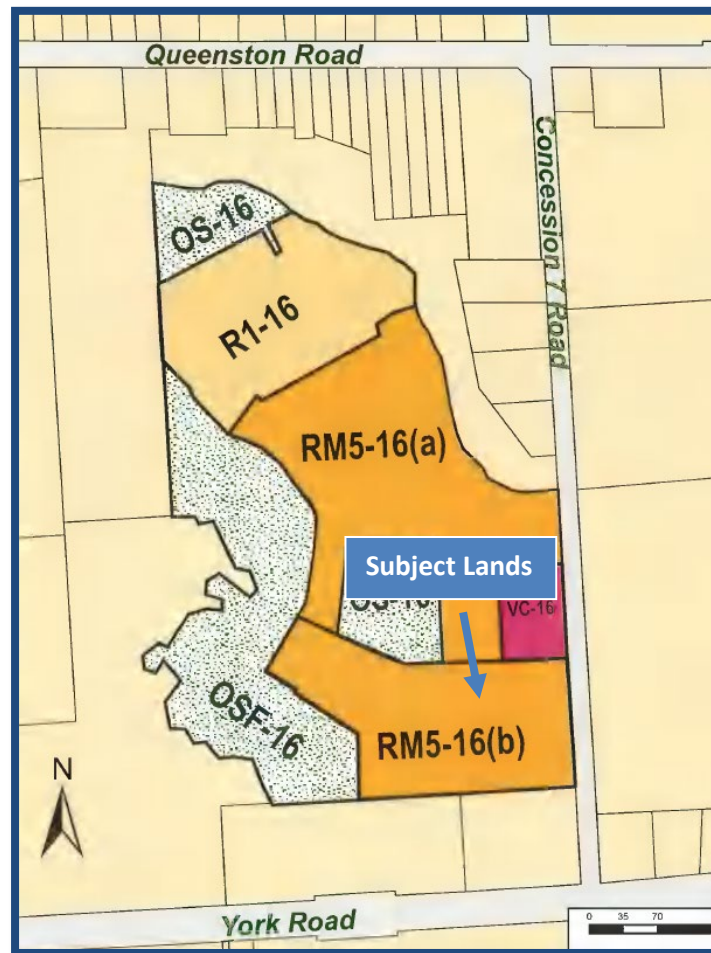 Queenston Road
Concession 7 Road
OS-16
R1-16
RM5-16(a)
Subject Lands
VC-16
OSF-16
RM5-16(b)
N
York Road
0 35 70